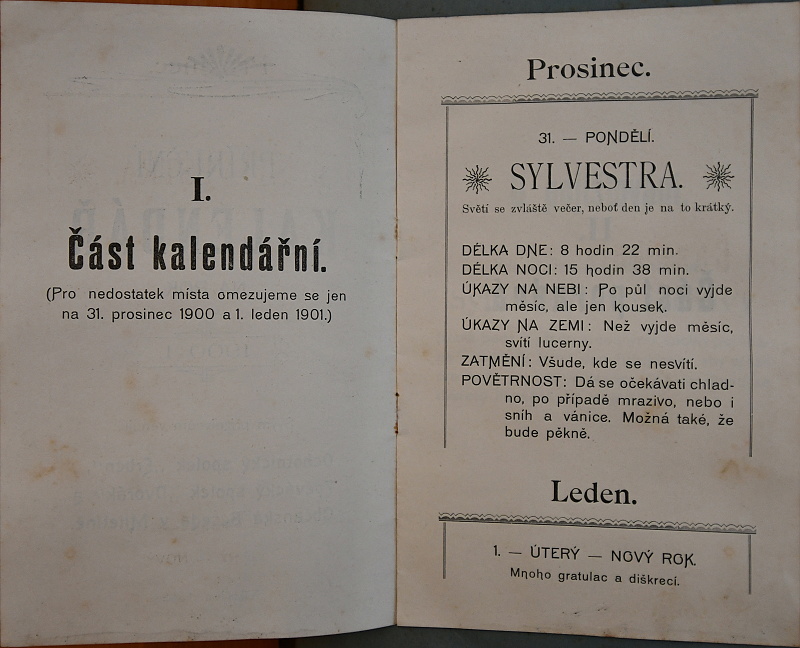 I.
Část kalendářní.
(Pro nedostatek místa omezujeme se jen
na 31. prosinec 1900 a 1. leden 1901.)
Prosinec.
31. — PONDĚLÍ.
SYLVESTRA.
Světí se zvláště večer, neboť den je na to krátký.
DÉLKA DNE: 8 hodin 22 min.
DÉLKA NOCI: 15 hodin 38 min.
ÚKAZY NA NEBI: Po půl noci vyjde
měsíc, ale jen kousek.
ÚKAZY NA ZEMI: Než vyjde měsíc,
svítí lucerny.
ZATMĚNÍ: Všude, kde se nesvítí.
POVĚTRNOST: Dá se očekávati chlad-
no, po případě mrazivo, nebo i
sníh a vánice. Možná také, že
bude pěkně.
Leden.
1. — ÚTERÝ — NOVÝ ROK.
Mnoho gratulac a diškrecí.